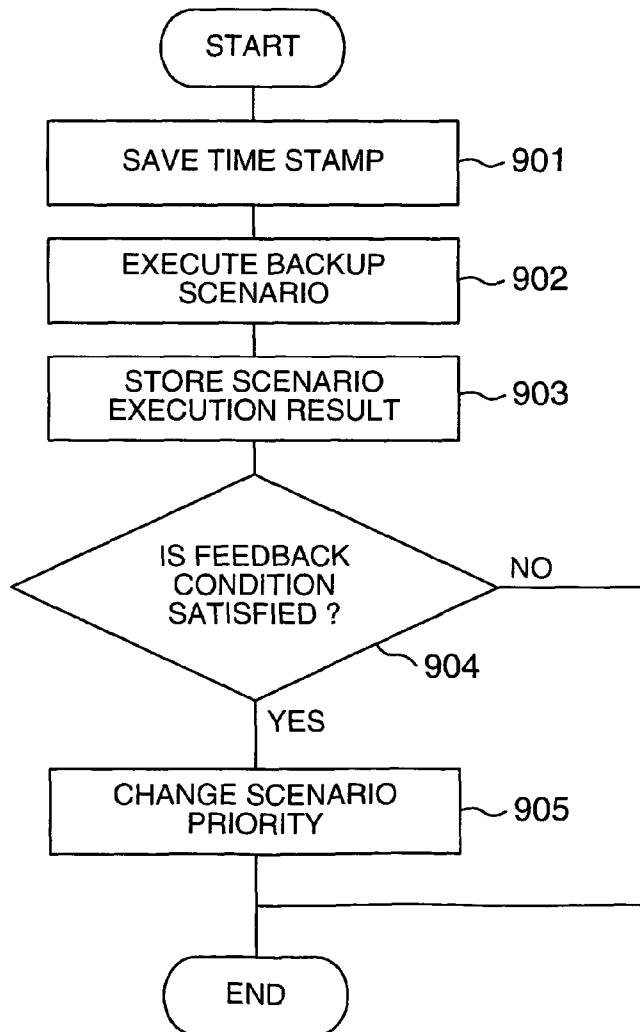 START
SAVE TIME STAMP
901
EXECUTE BACKUP
SCENARIO
902
STORE SCENARIO
EXECUTION RESULT
903
IS FEEDBACK
CONDITION
SATISFIED ?
NO
904
YES
CHANGE SCENARIO
PRIORITY
905
END